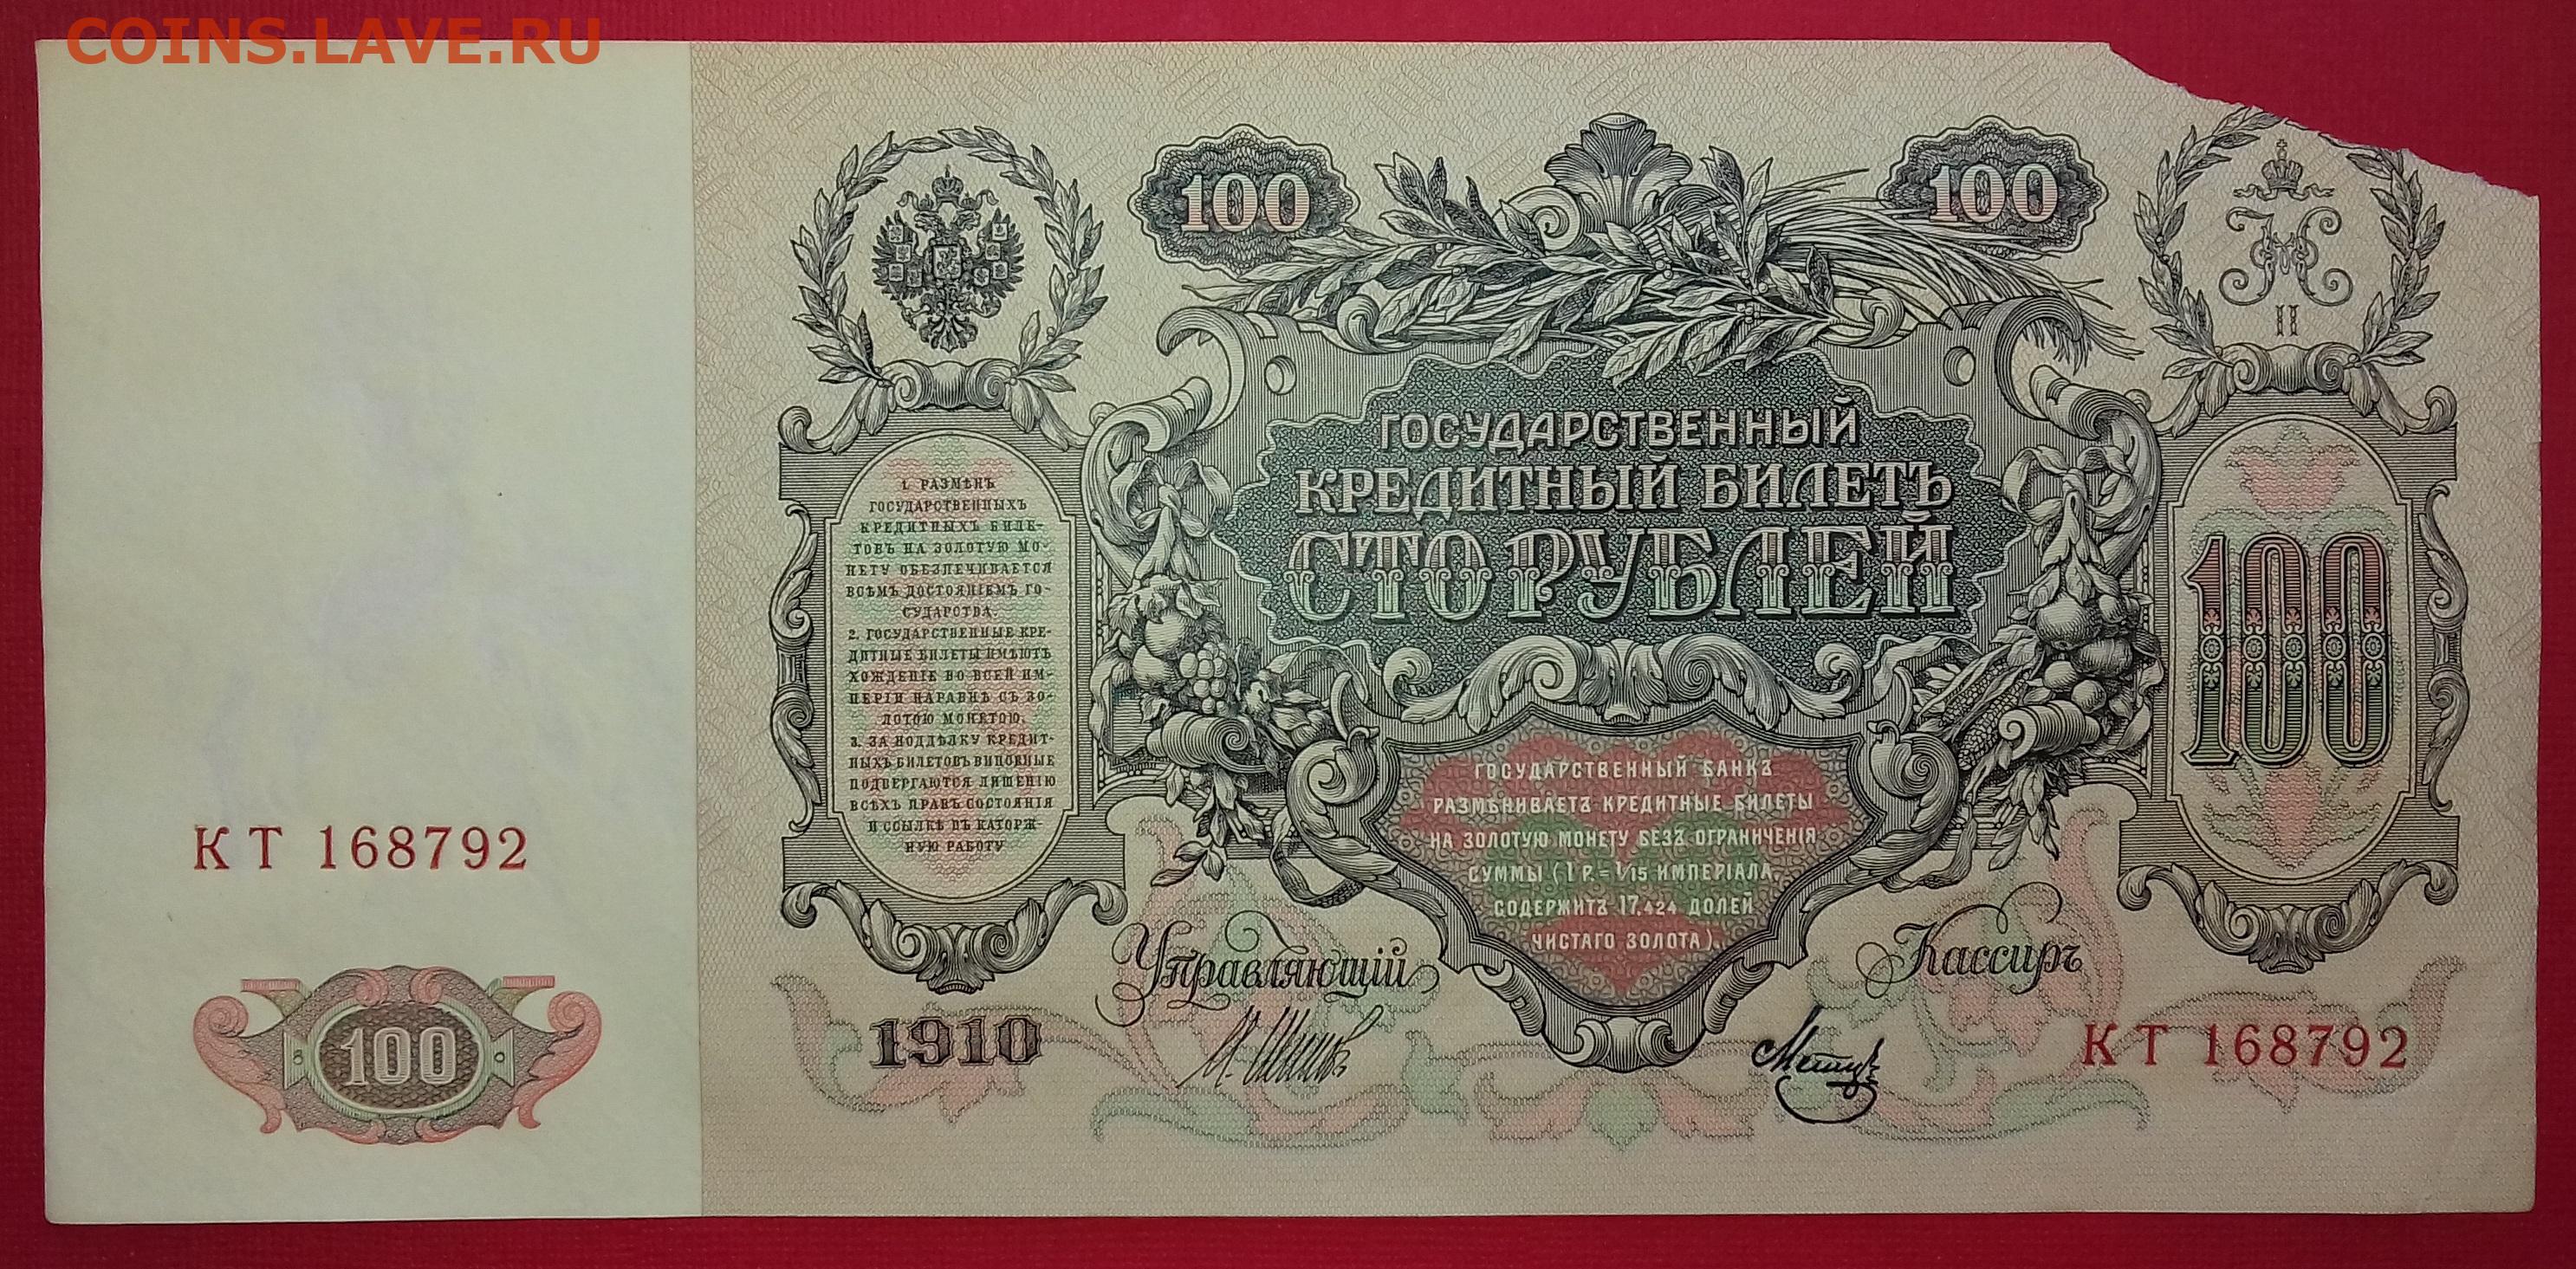 COINS.LAVE.RU
100
100
II
ГОСУДАРСТВЕННЫЙ
КРЕДИТНЫЙ БИЛЕТЪ
СТО РУБЛЕЙ
1. РАЗМѢНЪ
ГОСУДАРСТВЕННЫХЪ
КРЕДИТНЫХЪ БИЛЕ-
ТОВЪ НА ЗОЛОТУЮ МО-
НЕТУ ОБЕЗПЕЧИВАЕТСЯ
ВСѢМЪ ДОСТОЯНІЕМЪ ГО-
СУДАРСТВА.
2. ГОСУДАРСТВЕННЫЕ КРЕ-
ДИТНЫЕ БИЛЕТЫ ИМѢЮТЪ
ХОЖДЕНІЕ ВО ВСЕЙ ИМ-
ПЕРІИ НАРАВНѢ СЪ ЗО-
ЛОТОЮ МОНЕТОЮ.
3. ЗА ПОДДѢЛКУ КРЕДИТ-
НЫХЪ БИЛЕТОВЪ ВИНОВНЫЕ
ПОДВЕРГАЮТСЯ ЛИШЕНІЮ
ВСѢХЪ ПРАВЪ СОСТОЯНІЯ
И ССЫЛКѢ ВЪ КАТОРЖ-
НУЮ РАБОТУ
100
ГОСУДАРСТВЕННЫЙ БАНКЪ
РАЗМѢНИВАЕТЪ КРЕДИТНЫЕ БИЛЕТЫ
НА ЗОЛОТУЮ МОНЕТУ БЕЗЪ ОГРАНИЧЕНІЯ
СУММЫ (1 Р. = 1/15 ИМПЕРІАЛА,
СОДЕРЖИТЪ 17,424 ДОЛЕЙ
ЧИСТАГО ЗОЛОТА).
КТ 168792
Управляющій
Кассиръ
1910
И. Шиповъ
КТ 168792
100